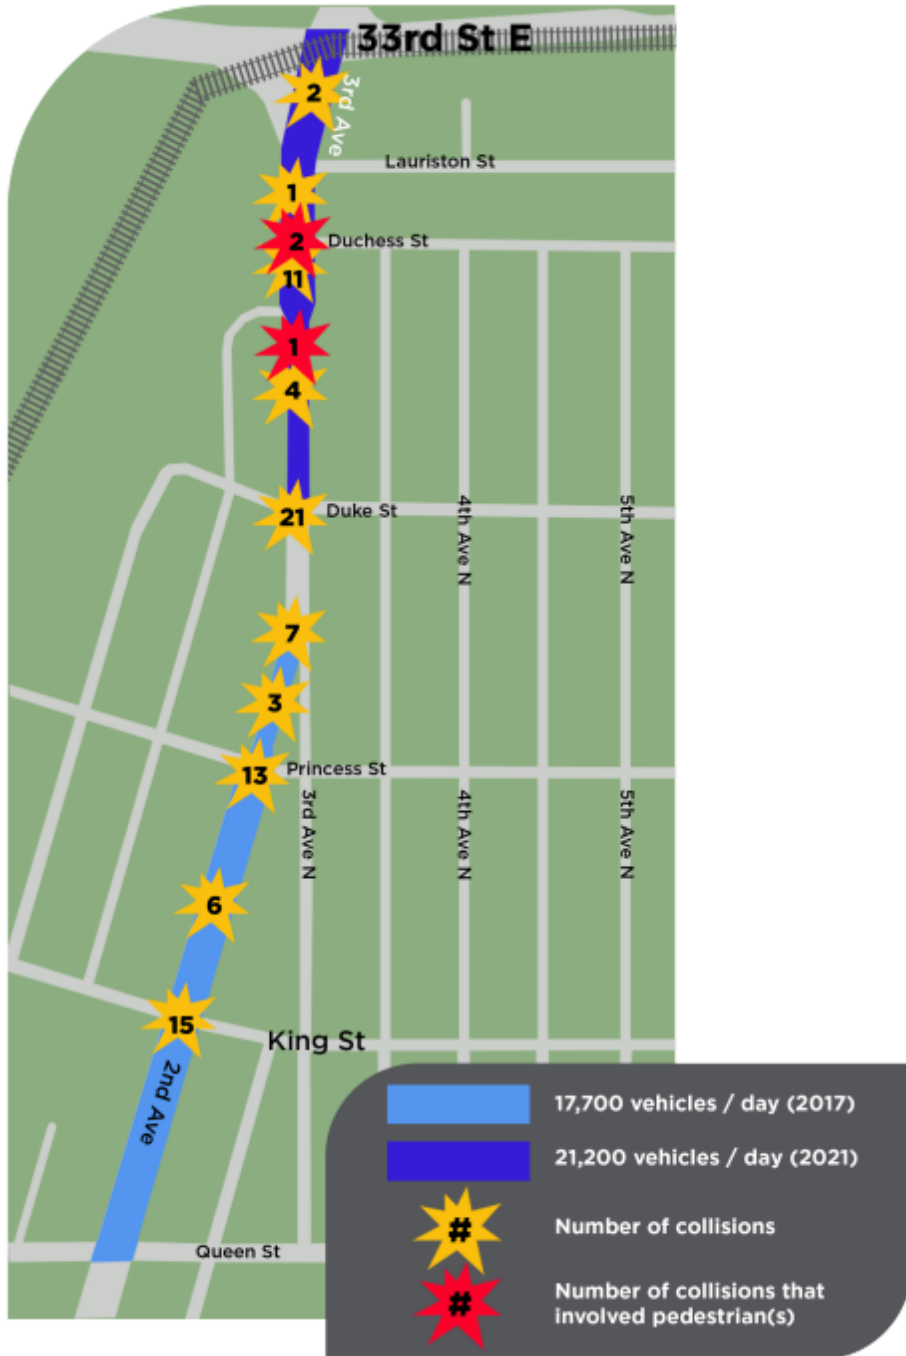 33rd St E
2
3rd Ave
Lauriston St
1
2
Duchess St
11
1
4
21
Duke St
4th Ave N
5th Ave N
7
3
13
Princess St
3rd Ave N
4th Ave N
5th Ave N
6
15
King St
2nd Ave
17,700 vehicles / day (2017)
21,200 vehicles / day (2021)
#
Number of collisions
Queen St
#
Number of collisions that
involved pedestrian(s)